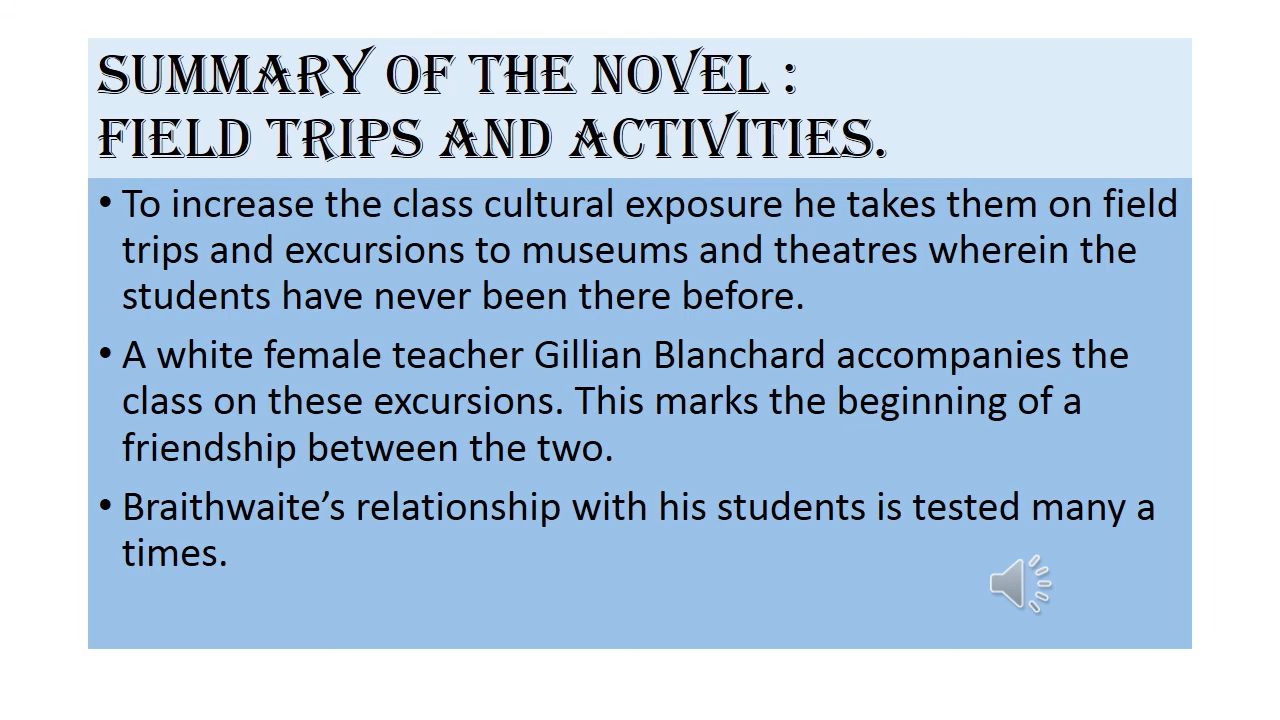 SUMMARY OF THE NOVEL :
FIELD TRIPS AND ACTIVITIES.
• To increase the class cultural exposure he takes them on field
trips and excursions to museums and theatres wherein the
students have never been there before.
• A white female teacher Gillian Blanchard accompanies the
class on these excursions. This marks the beginning of a
friendship between the two.
• Braithwaite’s relationship with his students is tested many a
times.